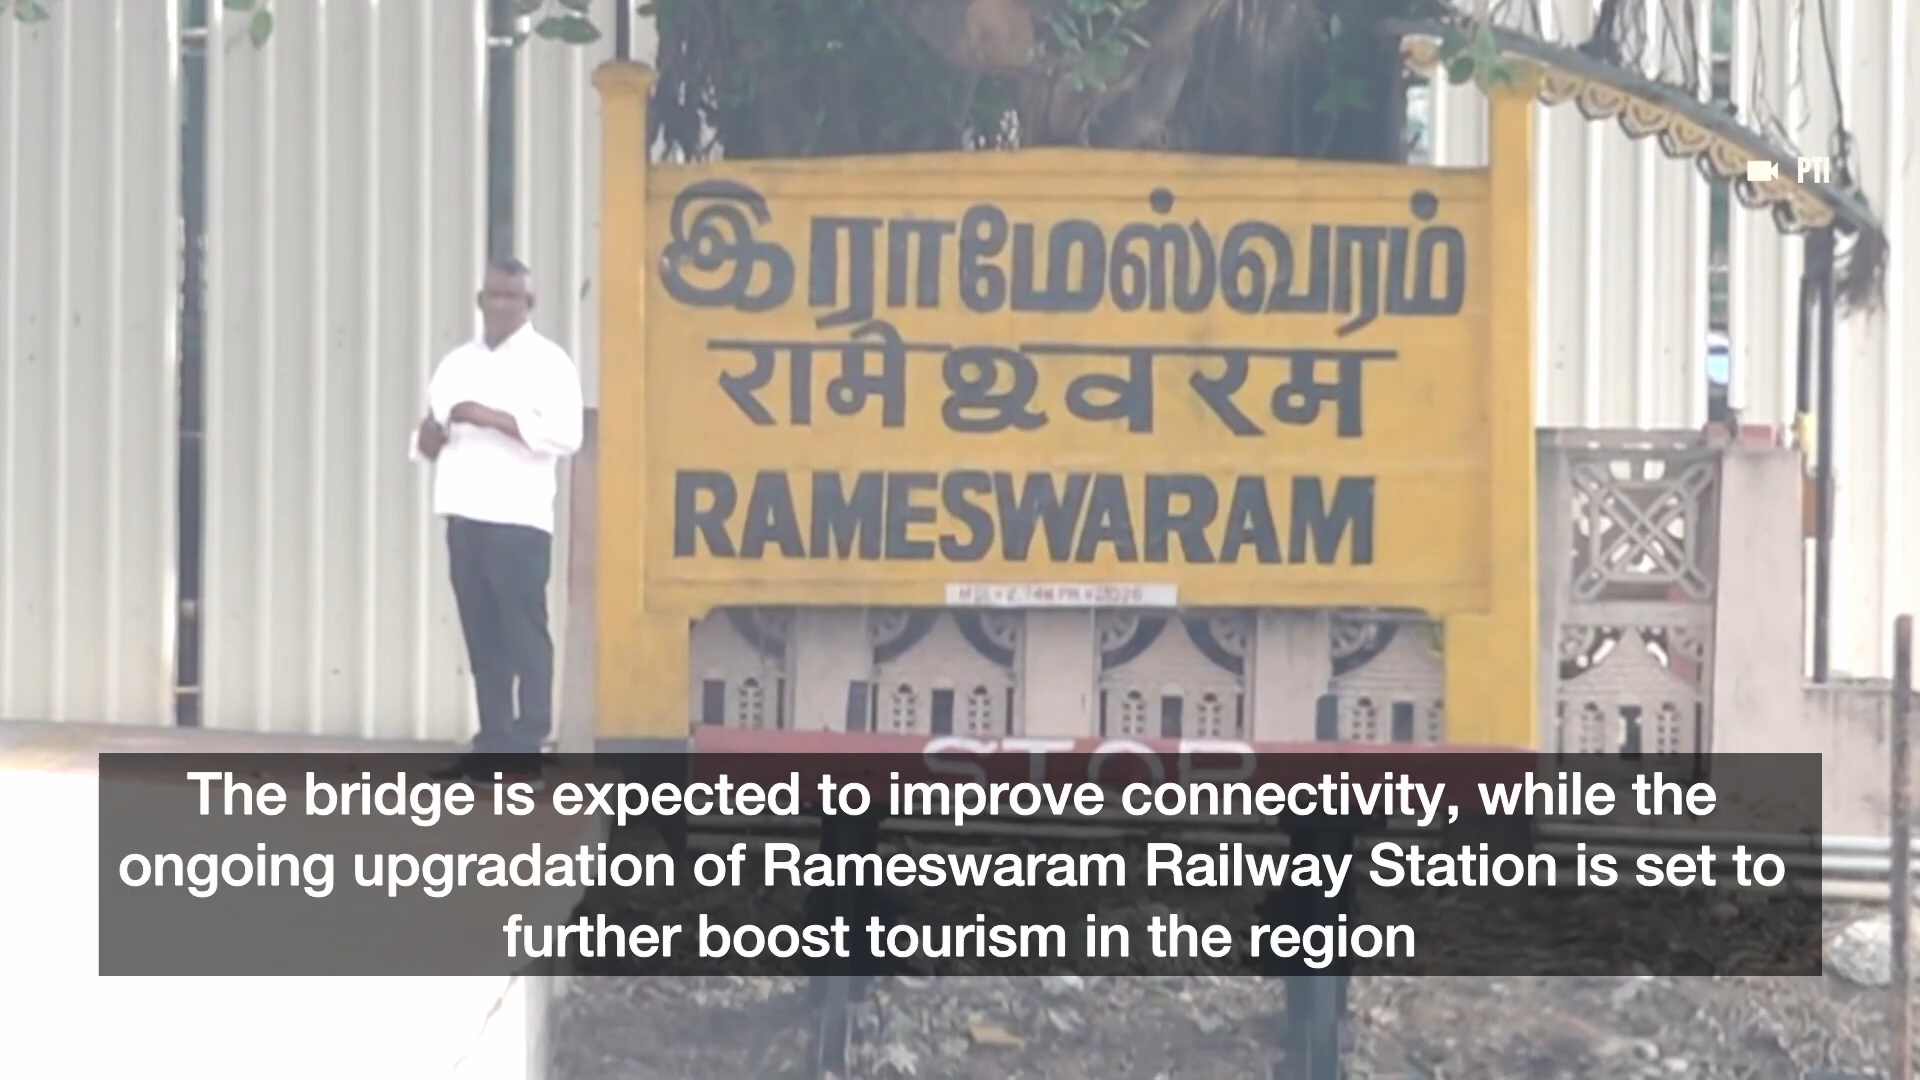 PTI
இராமேஸ்வரம்
रामेश्वरम
RAMESWARAM
STOP
The bridge is expected to improve connectivity, while the
ongoing upgradation of Rameswaram Railway Station is set to
further boost tourism in the region